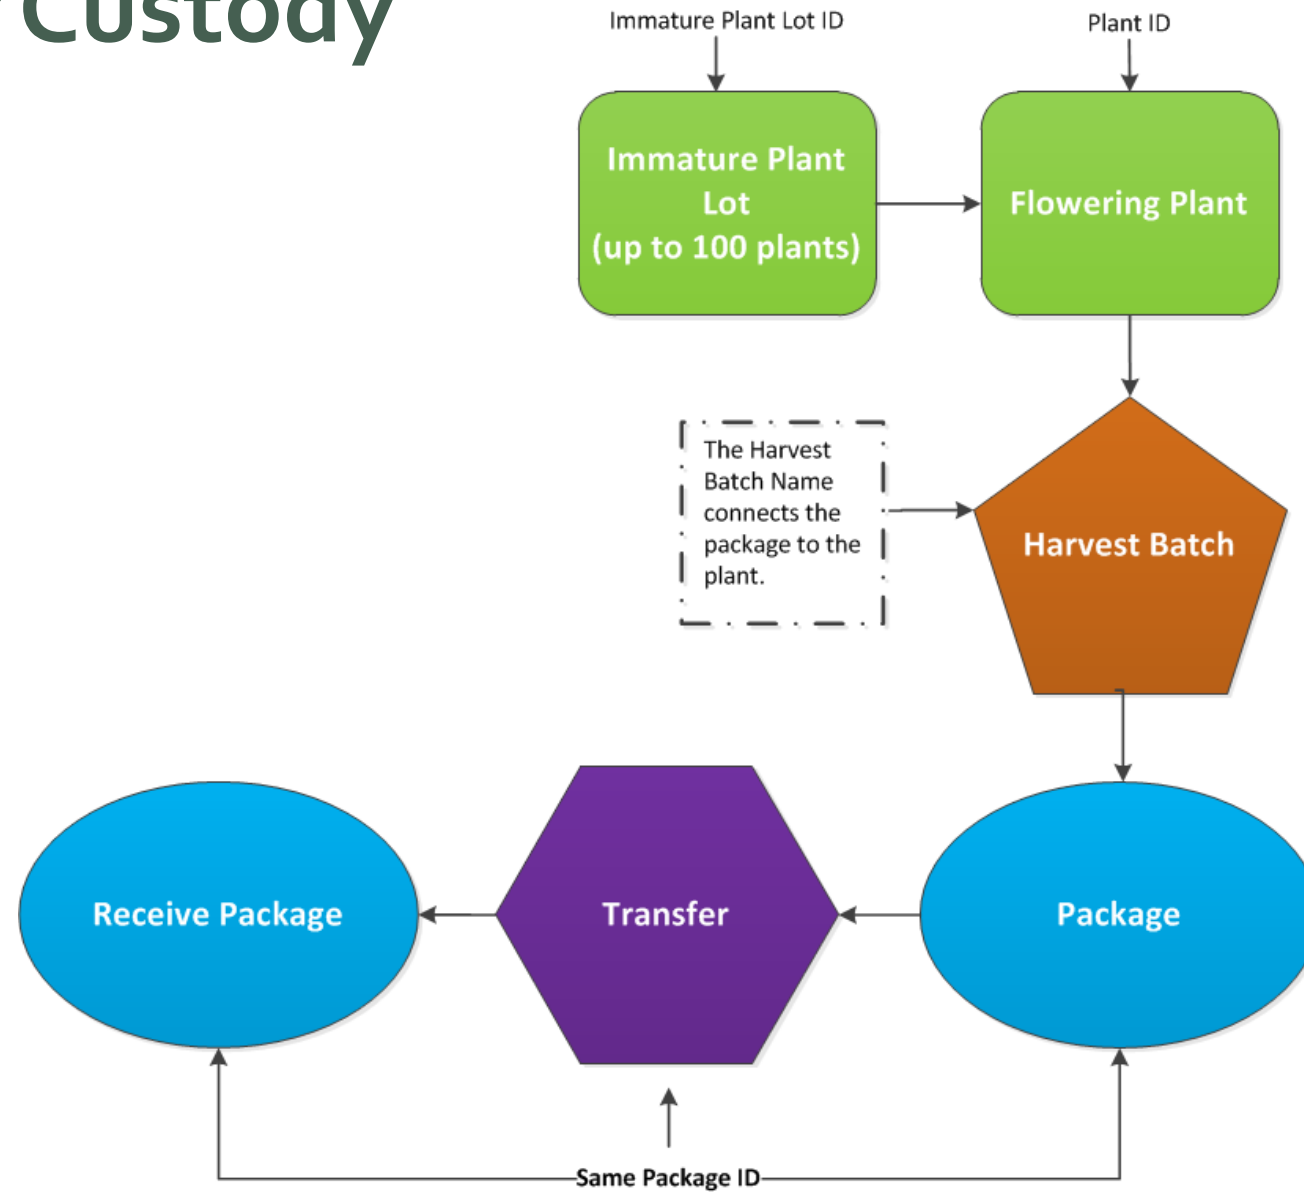 Custody
Immature Plant Lot ID
Plant ID
Immature Plant
Lot
(up to 100 plants)
Flowering Plant
The Harvest
Batch Name
connects the
package to the
plant.
Harvest Batch
Receive Package
Transfer
Package
Same Package ID